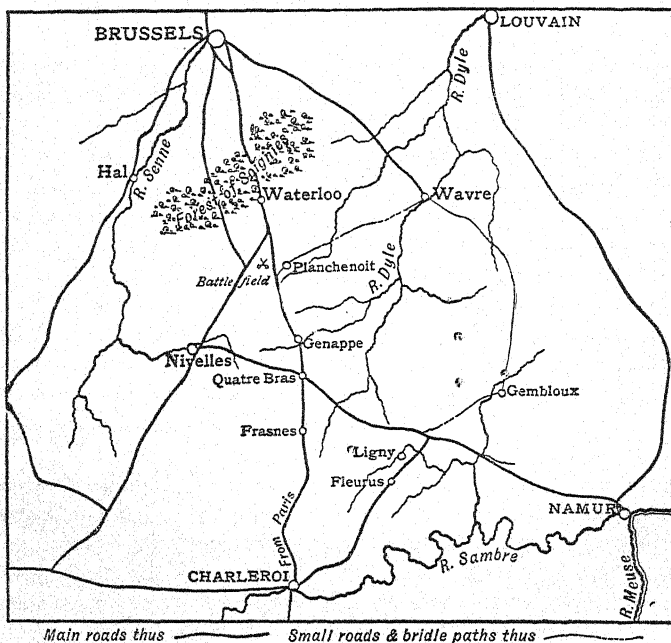 BRUSSELS
LOUVAIN
R. Dyle
Hal
R. Senne
Forest of Soignies
Waterloo
Wavre
Battle field
Planchenoit
R. Dyle
Nivelles
Genappe
Quatre Bras
Gembloux
Frasnes
Ligny
Fleurus
From Paris
NAMUR
CHARLEROI
R. Sambre
R. Meuse
Main roads thus
Small roads & bridle paths thus